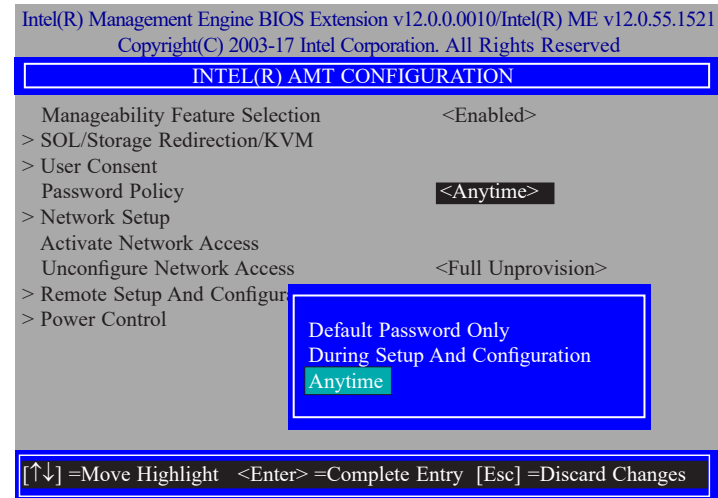 Intel(R) Management Engine BIOS Extension v12.0.0.0010/Intel(R) ME v12.0.55.1521
Copyright(C) 2003-17 Intel Corporation. All Rights Reserved
INTEL(R) AMT CONFIGURATION
Manageability Feature Selection <Enabled>
> SOL/Storage Redirection/KVM
> User Consent
Password Policy <Anytime>
> Network Setup
Activate Network Access
Unconfigure Network Access <Full Unprovision>
> Remote Setup And Configur
> Power Control
Default Password Only
During Setup And Configuration
Anytime
[↑↓] =Move Highlight <Enter> =Complete Entry [Esc] =Discard Changes